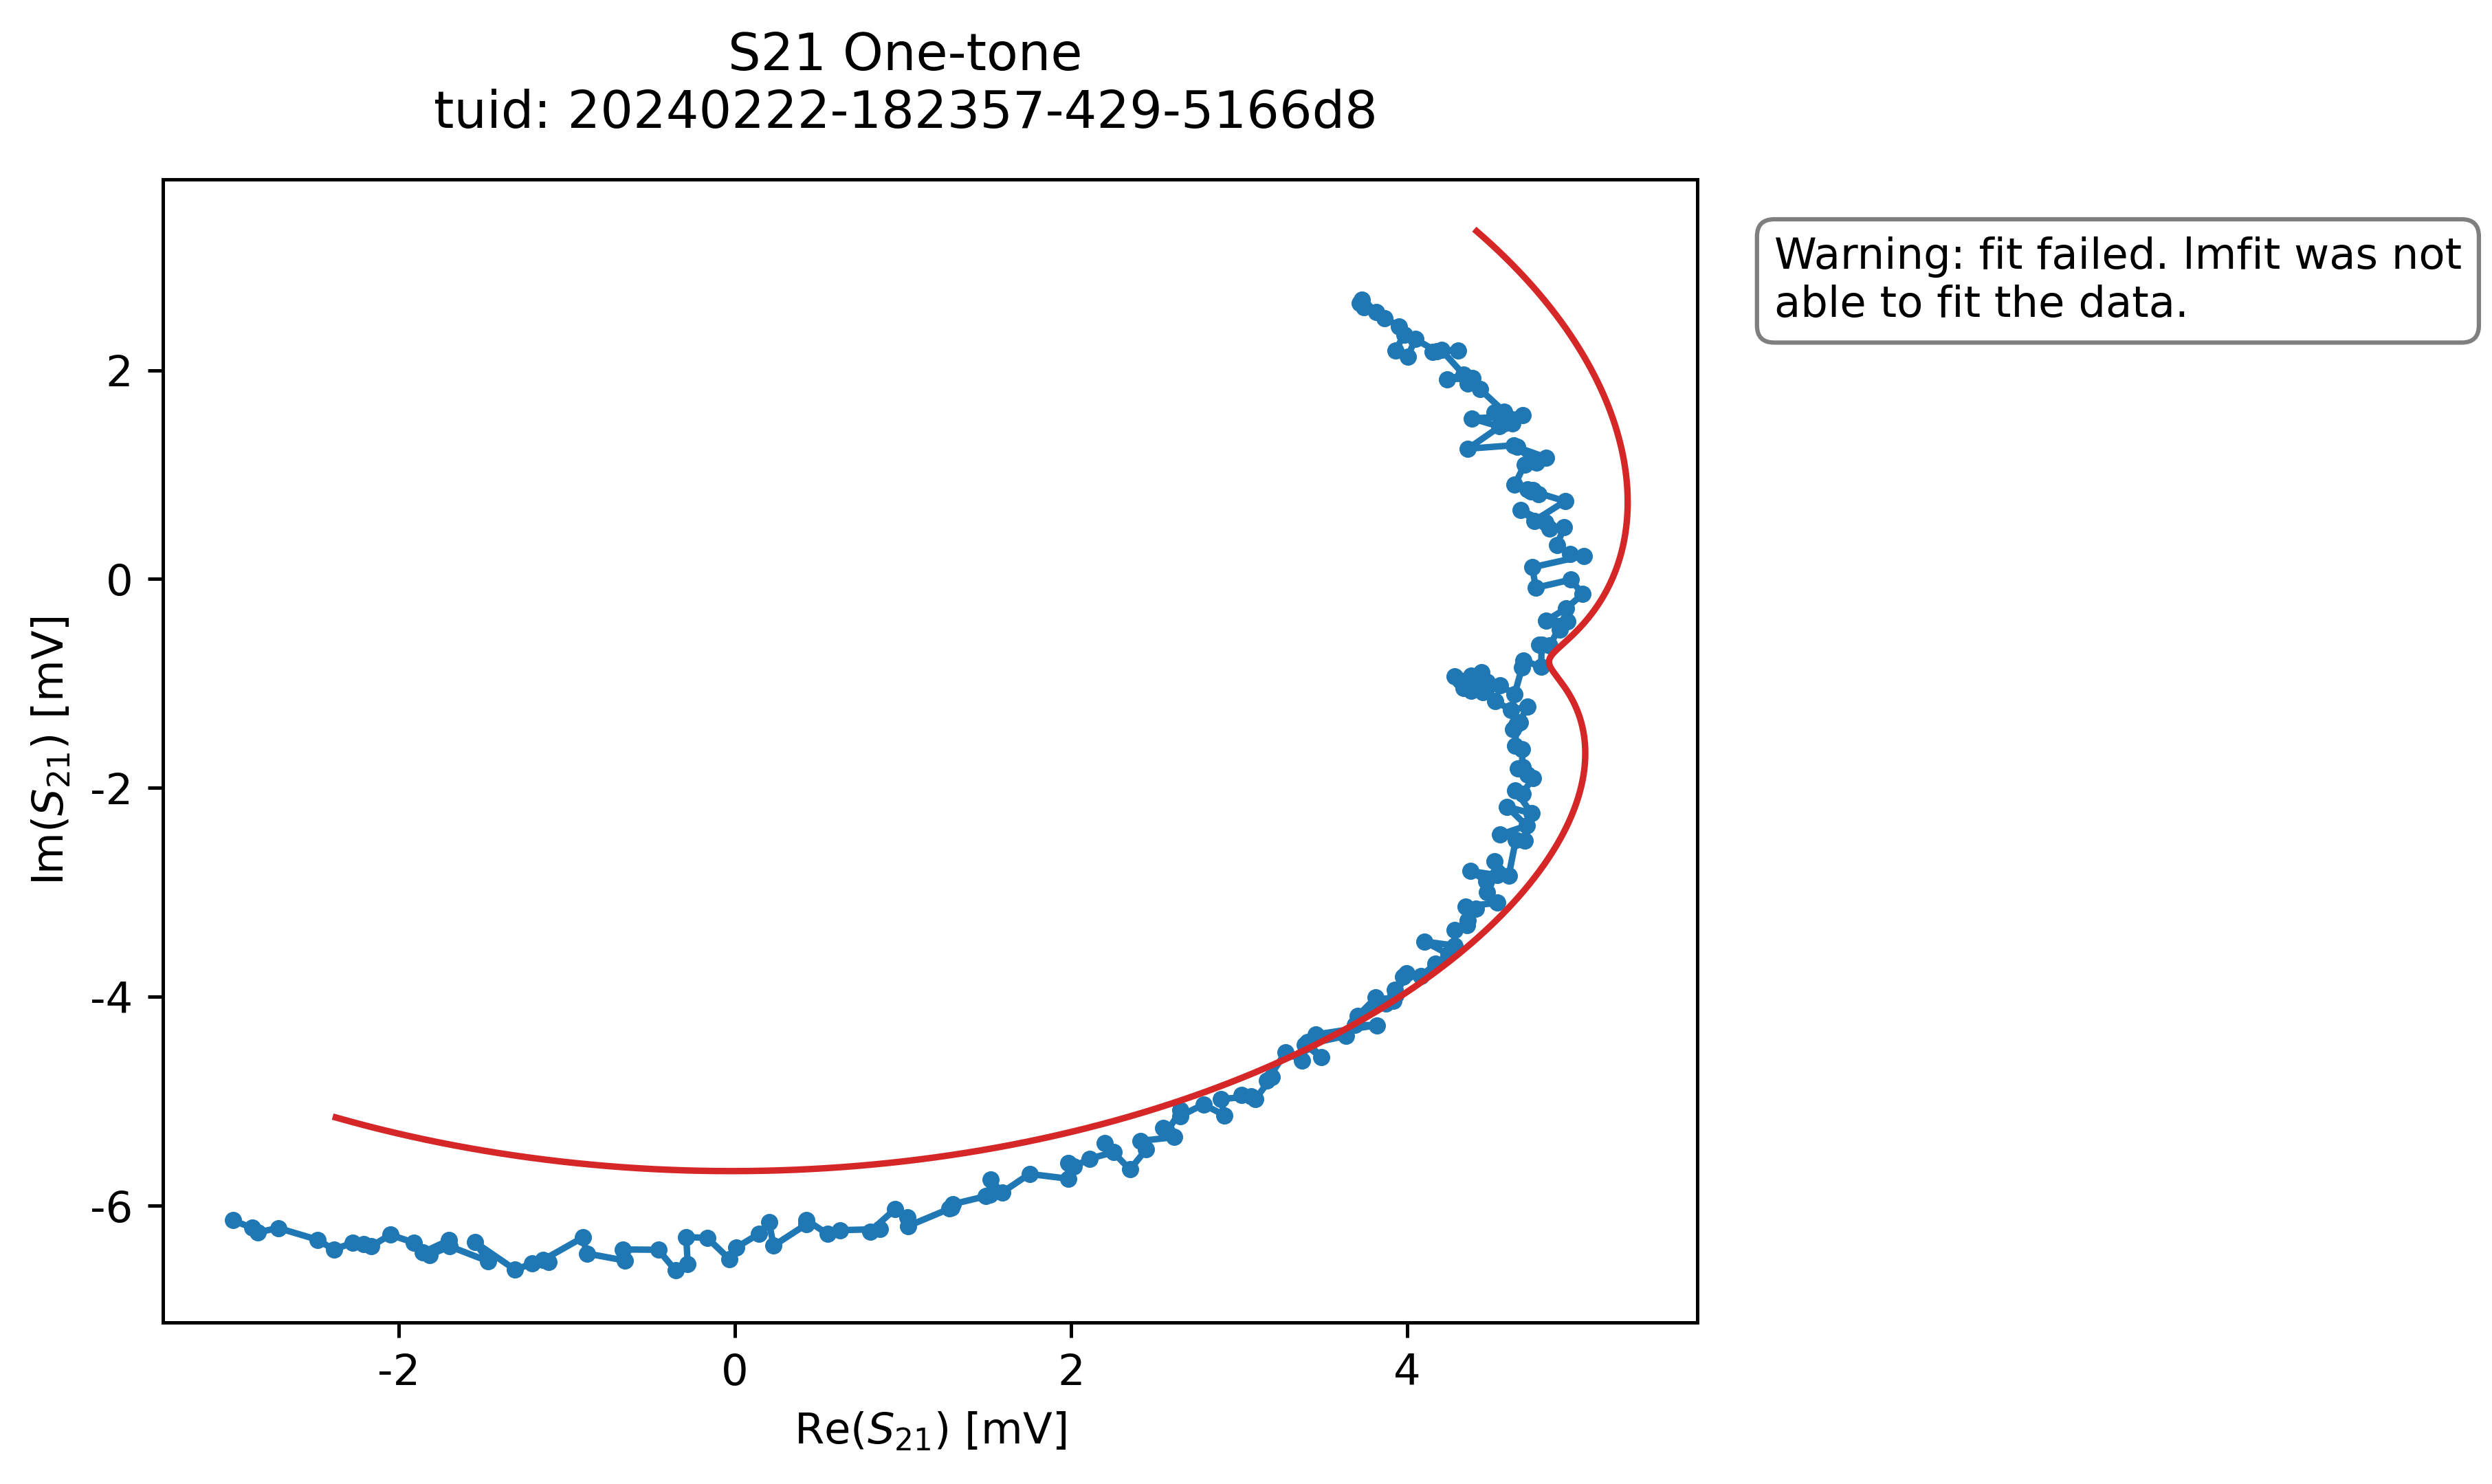 S21 One-tone
tuid: 20240222-182357-429-5166d8
Warning: fit failed. lmfit was not
able to fit the data.
2
0
-2
-4
-6
Im(S21) [mV]
-2 0 2 4
Re(S21) [mV]